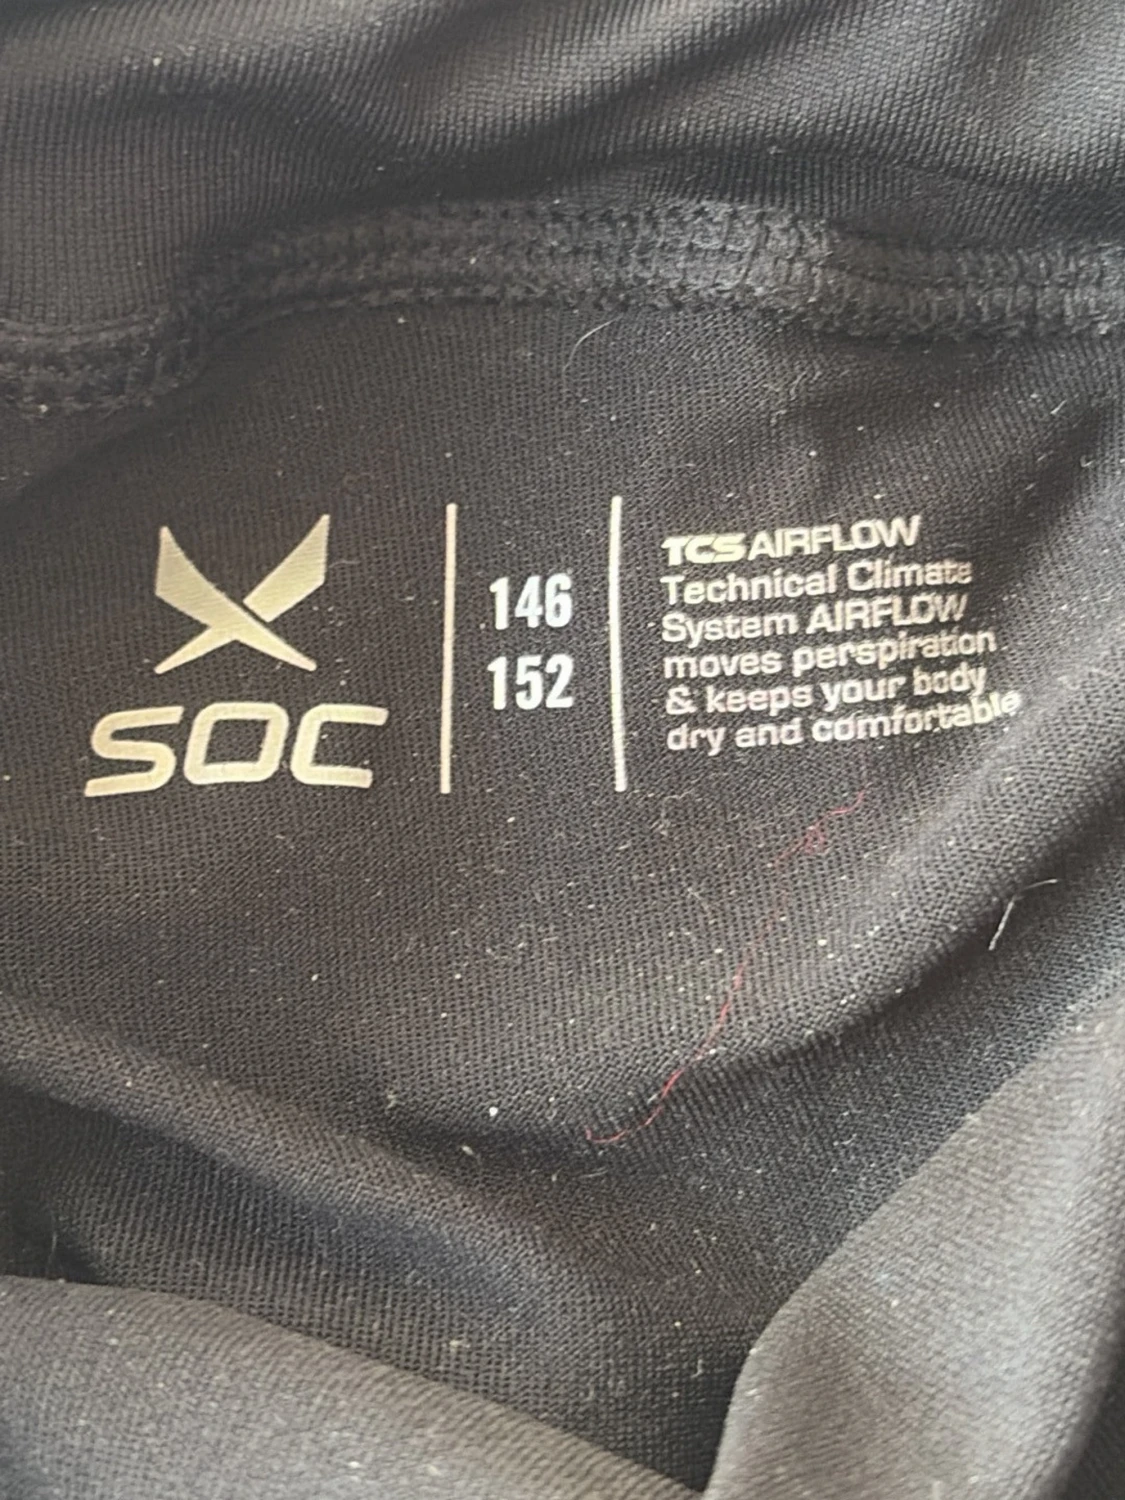 SOC
146
152
TCS AIRFLOW
Technical Climate
System AIRFLOW
moves perspiration
& keeps your body
dry and comfortable